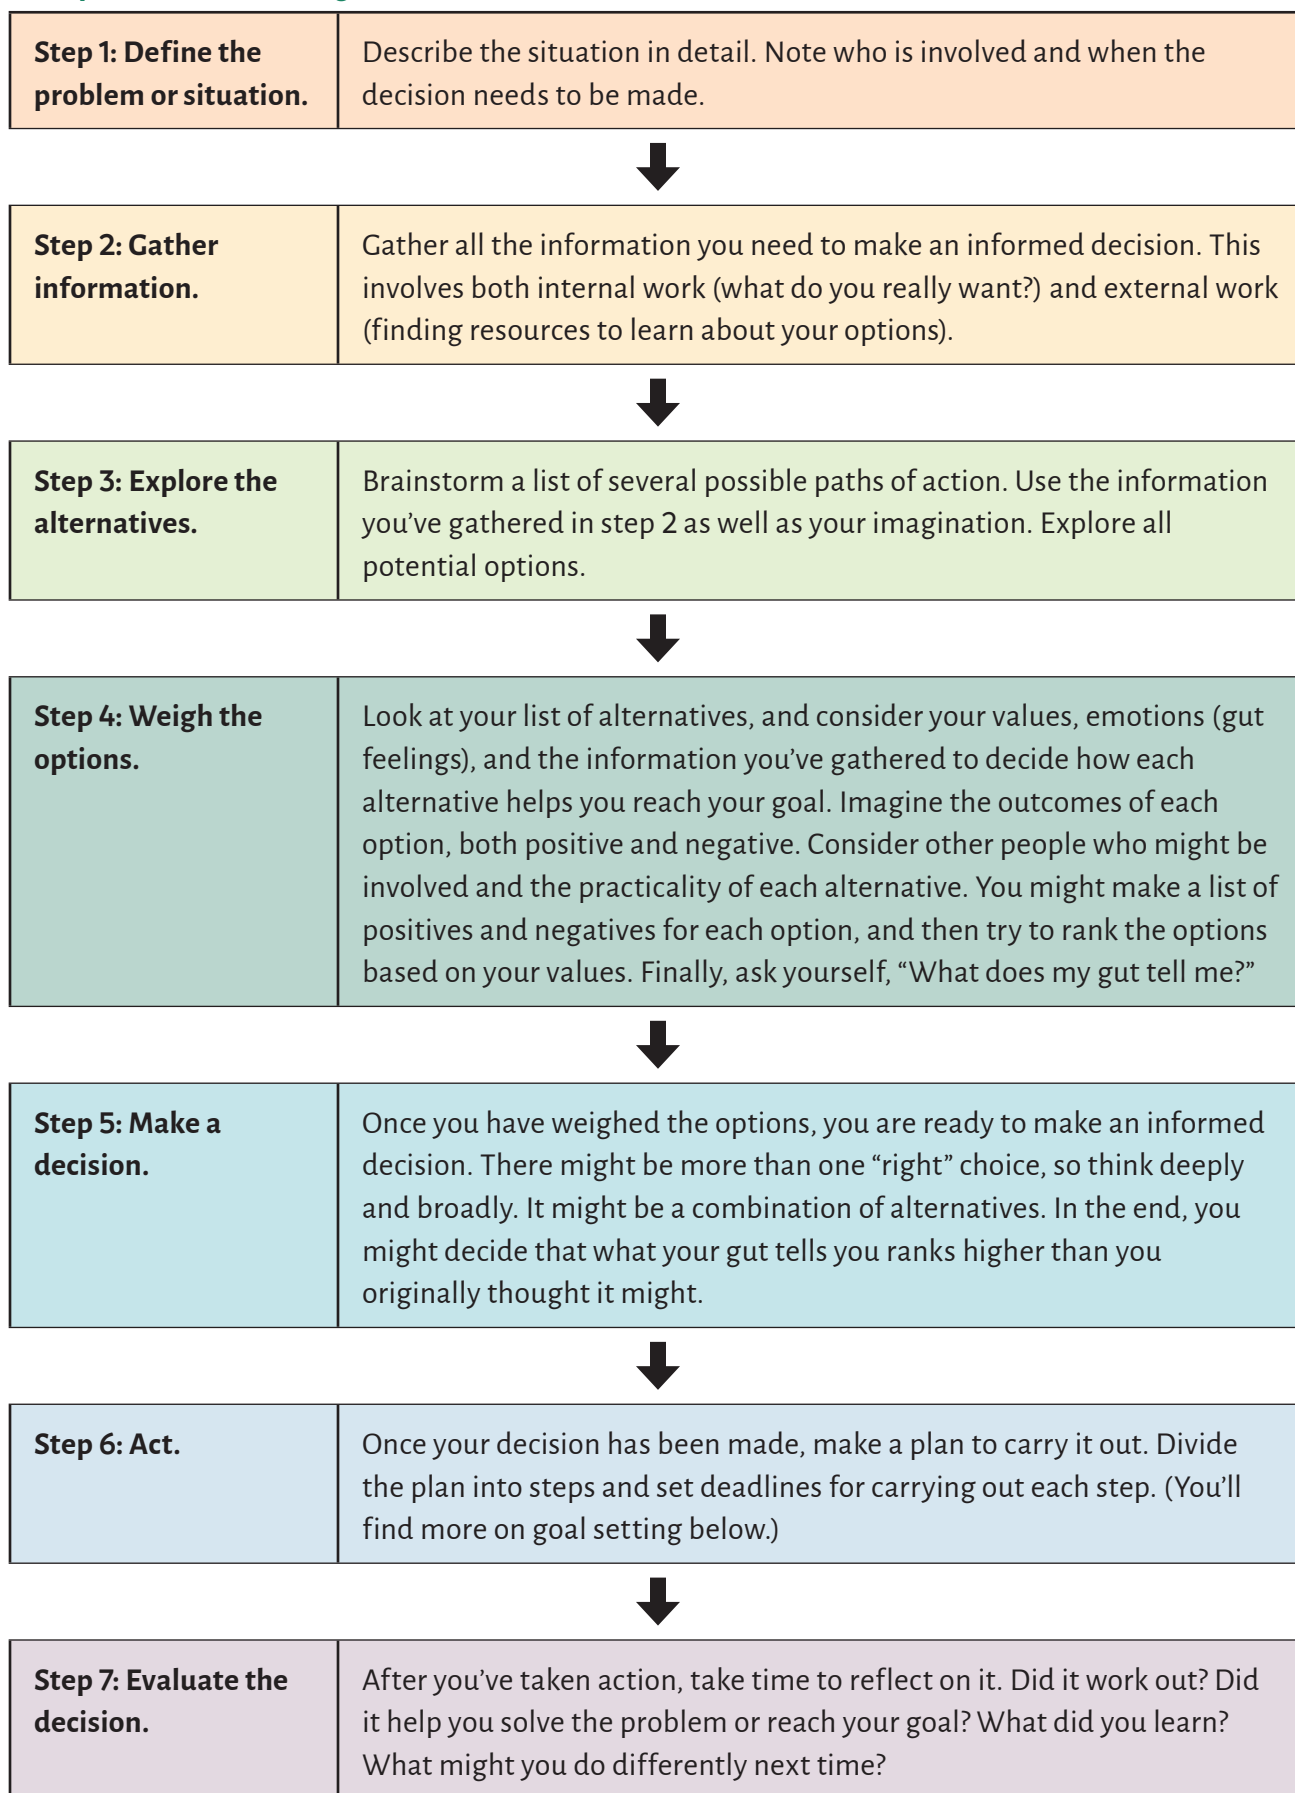 Step 1: Define the
problem or situation.
Describe the situation in detail. Note who is involved and when the
decision needs to be made.
Step 2: Gather
information.
Gather all the information you need to make an informed decision. This
involves both internal work (what do you really want?) and external work
(finding resources to learn about your options).
Step 3: Explore the
alternatives.
Brainstorm a list of several possible paths of action. Use the information
you’ve gathered in step 2 as well as your imagination. Explore all
potential options.
Step 4: Weigh the
options.
Look at your list of alternatives, and consider your values, emotions (gut
feelings), and the information you’ve gathered to decide how each
alternative helps you reach your goal. Imagine the outcomes of each
option, both positive and negative. Consider other people who might be
involved and the practicality of each alternative. You might make a list of
positives and negatives for each option, and then try to rank the options
based on your values. Finally, ask yourself, “What does my gut tell me?”
Step 5: Make a
decision.
Once you have weighed the options, you are ready to make an informed
decision. There might be more than one “right” choice, so think deeply
and broadly. It might be a combination of alternatives. In the end, you
might decide that what your gut tells you ranks higher than you
originally thought it might.
Step 6: Act.
Once your decision has been made, make a plan to carry it out. Divide
the plan into steps and set deadlines for carrying out each step. (You’ll
find more on goal setting below.)
Step 7: Evaluate the
decision.
After you’ve taken action, take time to reflect on it. Did it work out? Did
it help you solve the problem or reach your goal? What did you learn?
What might you do differently next time?